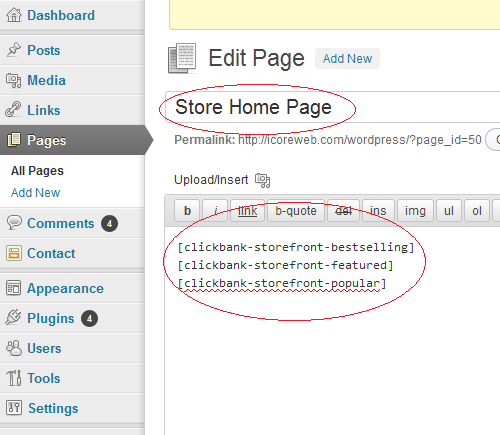 Dashboard
Posts
Media
Links
Pages
All Pages
Add New
Comments 4
Contact
Appearance
Plugins 4
Users
Tools
Settings
Edit Page Add New
Store Home Page
Permalink: http://icoreweb.com/wordpress/?page_id=50
Upload/Insert
b i link b-quote del ins img ul ol
[clickbank-storefront-bestselling]
[clickbank-storefront-featured]
[clickbank-storefront-popular]